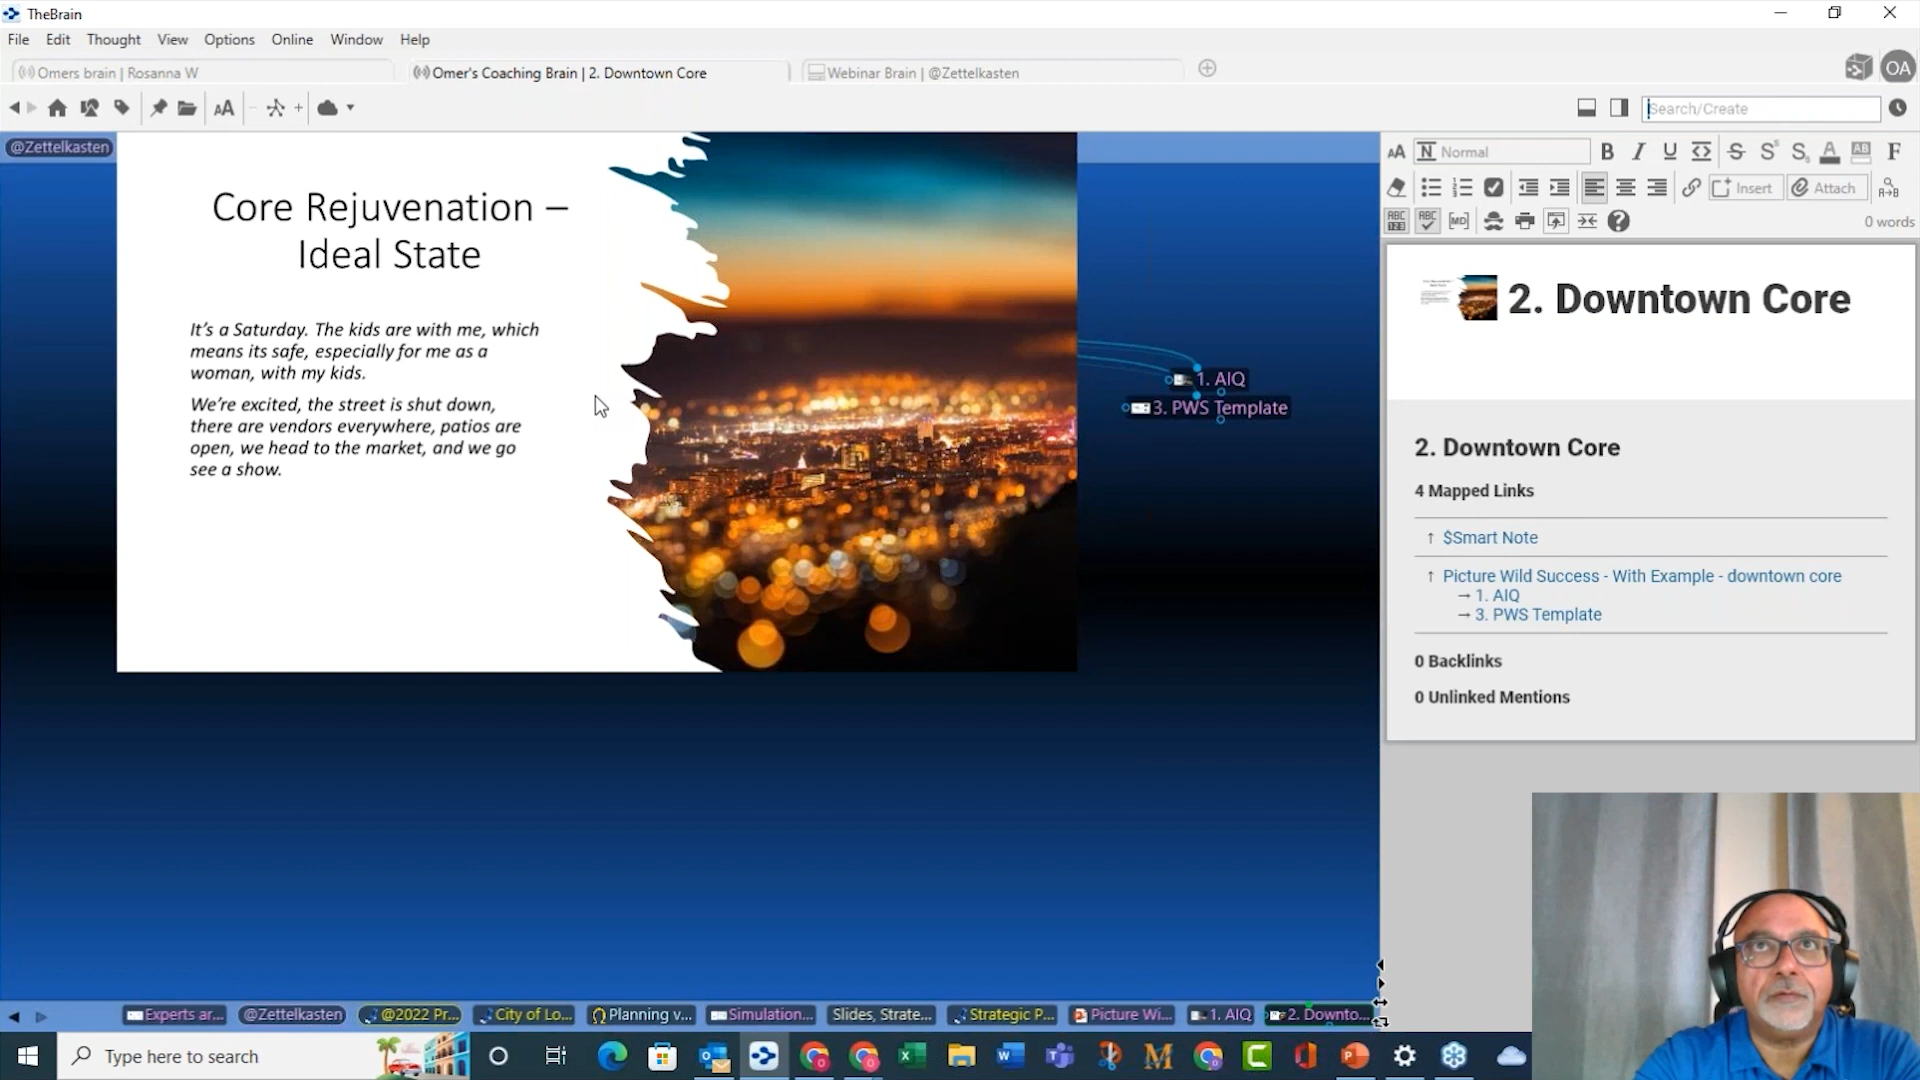 TheBrain
File Edit Thought View Options Online Window Help
Omers brain | Rosanna W
Omer's Coaching Brain | 2. Downtown Core
Webinar Brain | @Zettelkasten
OA
Search/Create
@Zettelkasten
Core Rejuvenation –
Ideal State
It's a Saturday. The kids are with me, which
means its safe, especially for me as a
woman, with my kids.
We're excited, the street is shut down,
there are vendors everywhere, patios are
open, we head to the market, and we go
see a show.
1. AIQ
3. PWS Template
Normal
Insert
Attach
0 words
2. Downtown Core
2. Downtown Core
4 Mapped Links
↑ $Smart Note
↑ Picture Wild Success - With Example - downtown core
→ 1. AIQ
→ 3. PWS Template
0 Backlinks
0 Unlinked Mentions
Experts ar... @Zettelkasten @2022 Pr... City of Lo... Planning v... Simulation... Slides, Strate... Strategic P... Picture Wi... 1. AIQ 2. Downto...
Type here to search